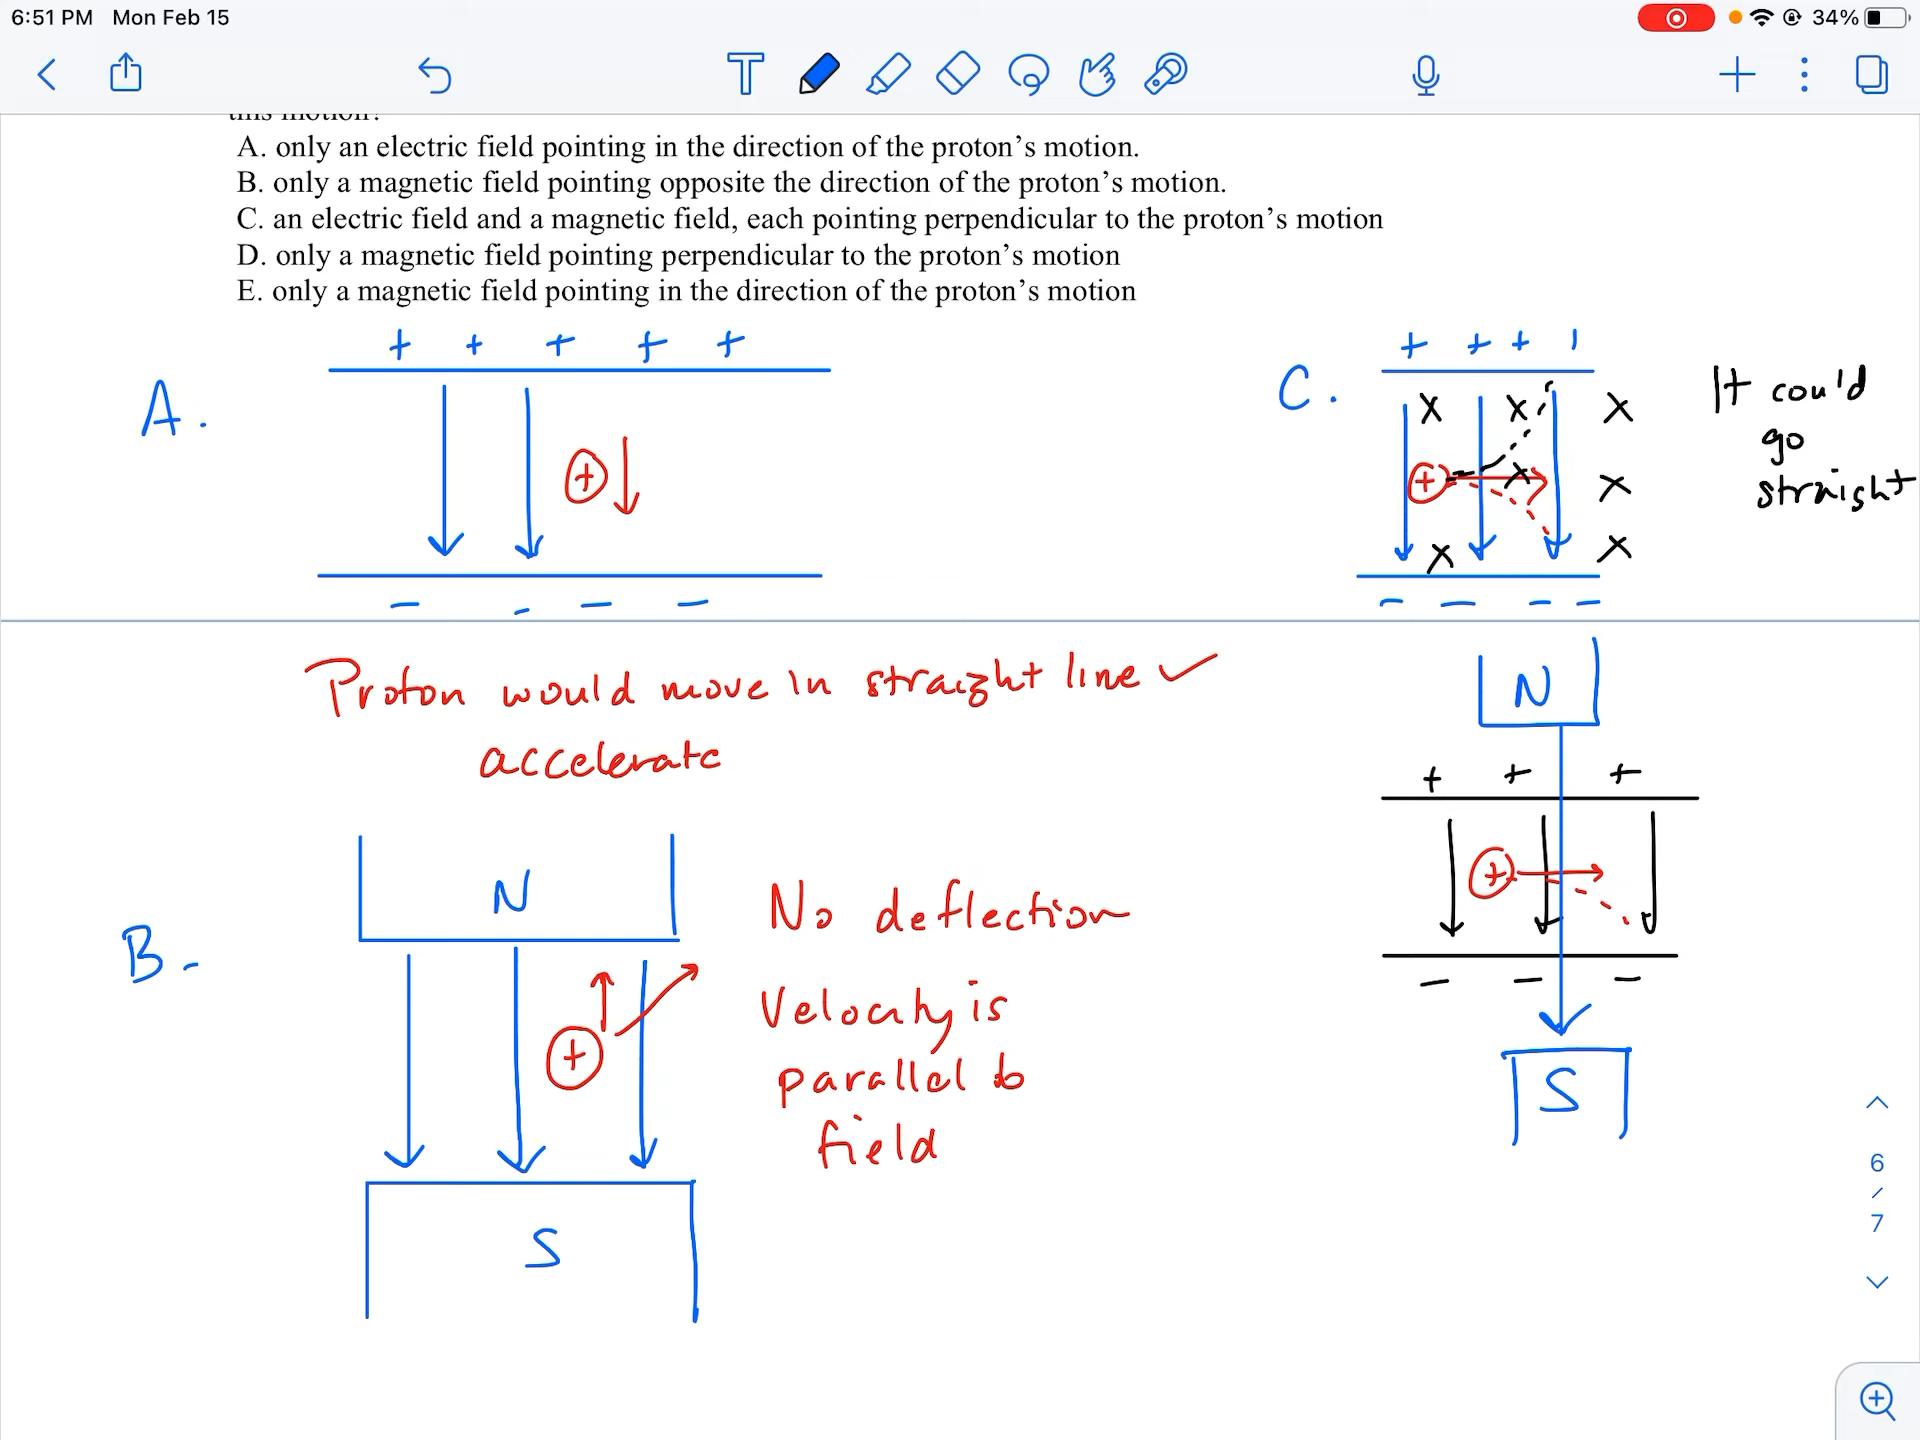 6:51 PM Mon Feb 15
34%
T
this motion?
A. only an electric field pointing in the direction of the proton’s motion.
B. only a magnetic field pointing opposite the direction of the proton’s motion.
C. an electric field and a magnetic field, each pointing perpendicular to the proton’s motion
D. only a magnetic field pointing perpendicular to the proton’s motion
E. only a magnetic field pointing in the direction of the proton’s motion
+ + + + +
A.
+
- - - -
C.
+ + + 1
X X X
+ X X
X X
- - - -
It could
go
straight
Proton would move in straight line ✓
accelerate
N
+ + +
+
- - -
S
B.
N
+
S
No deflection
Velocity is
parallel to
field
6
/
7